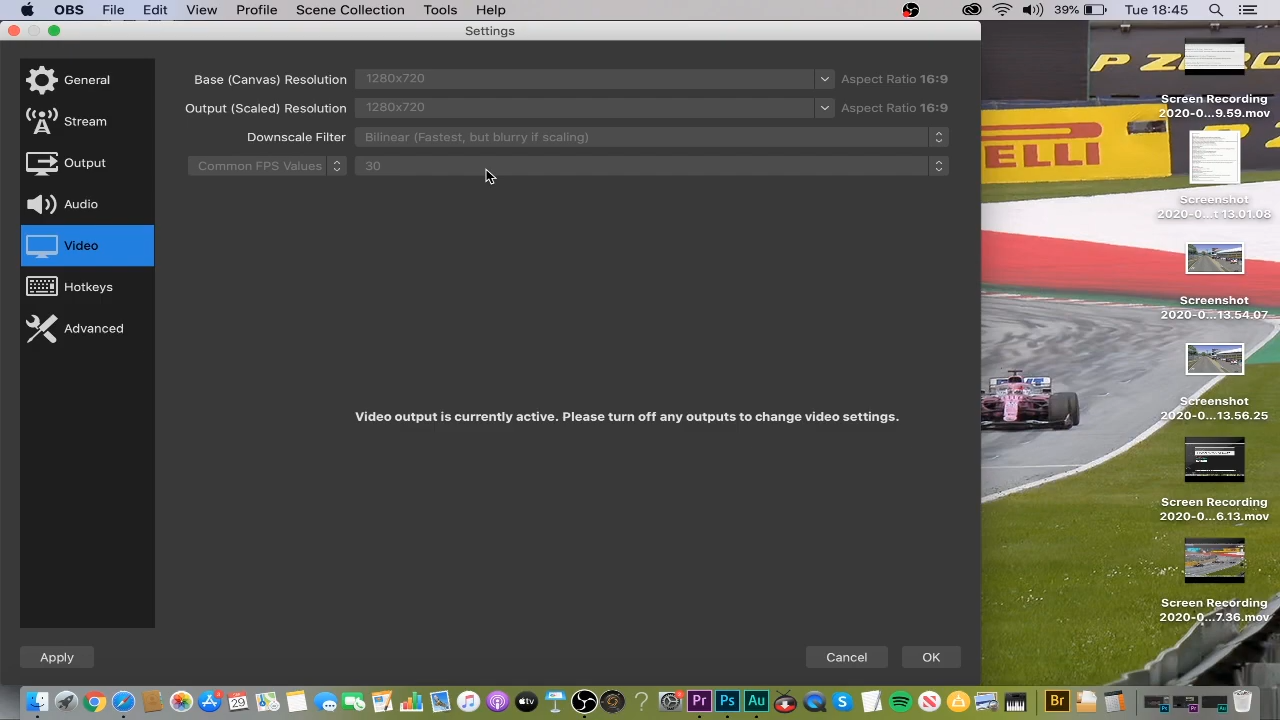 OBS File Edit View Profile Scene Collection Tools Help
39% Tue 18:45
Base (Canvas) Resolution 1280x720 Aspect Ratio 16:9
Output (Scaled) Resolution Aspect Ratio 16:9
Downscale Filter Bilinear (Fastest, but blurry if scaling)
Common FPS Values 30
General
Stream
Output
Audio
Video
Hotkeys
Advanced
Video output is currently active. Please turn off any outputs to change video settings.
Apply Cancel OK
P ZERO
ELLI
Screen Recording
2020-0...9.59.mov
Screenshot
2020-0...t 13.01.08
Screenshot
2020-0...13.54.07
Screenshot
2020-0...13.56.25
Screen Recording
2020-0...6.13.mov
Screen Recording
2020-0...7.36.mov
tv Pr Ps Au S Br